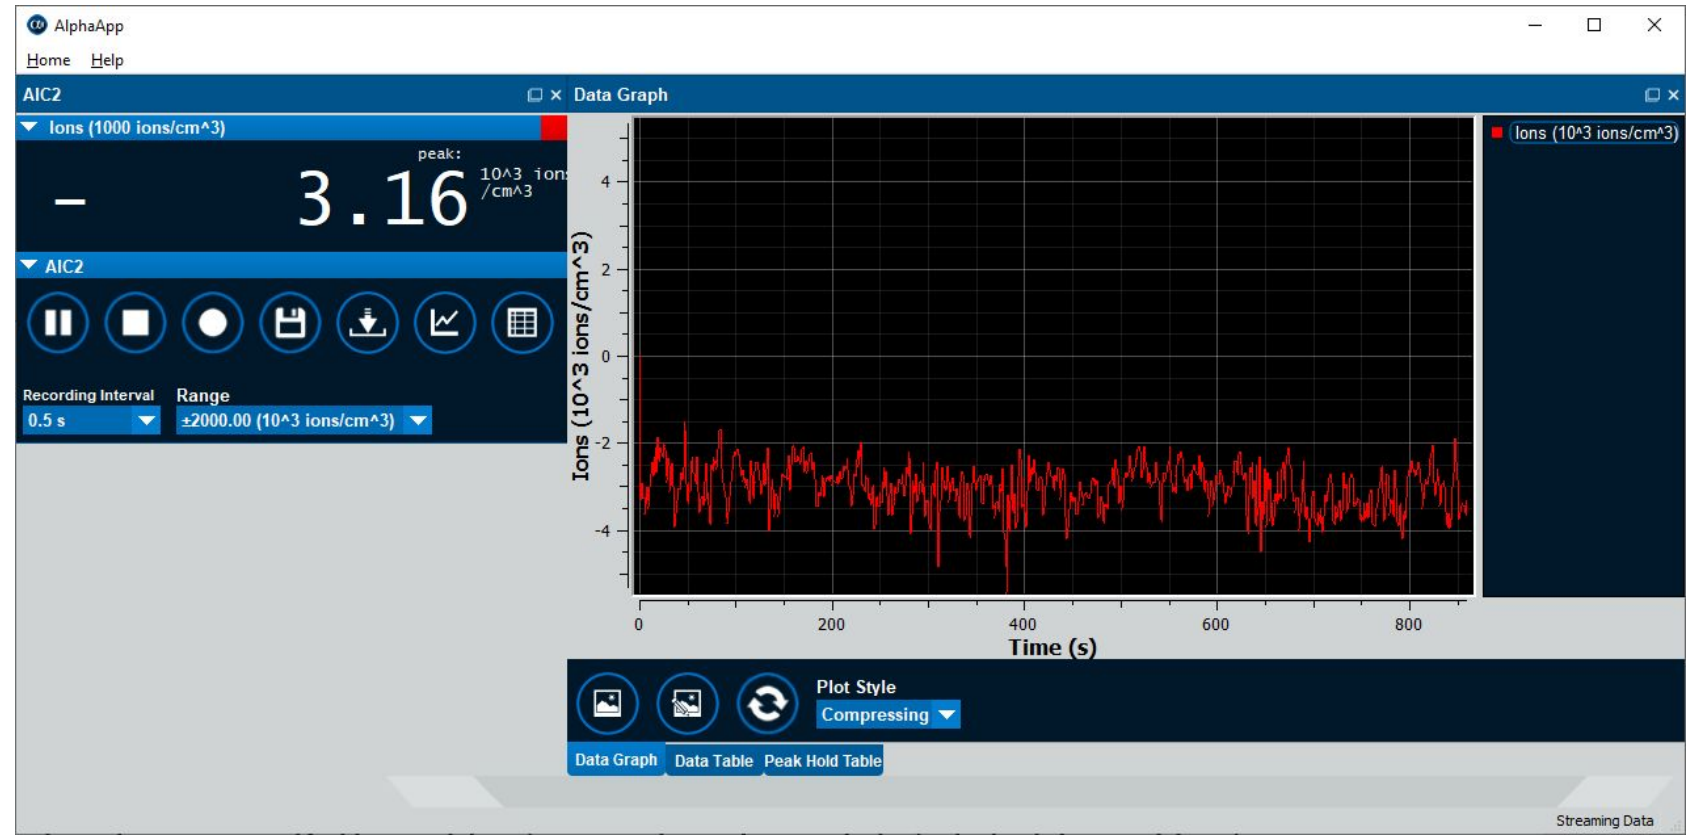 AlphaApp
Home Help
AIC2
Ions (1000 ions/cm^3)
peak:
- 3.16
10^3 ion
/cm^3
AIC2
Recording Interval
Range
0.5 s
±2000.00 (10^3 ions/cm^3)
Data Graph
Ions (10^3 ions/cm^3)
4
2
0
-2
-4
0 200 400 600 800
Time (s)
Ions (10^3 ions/cm^3)
Plot Style
Compressing
Data Graph Data Table Peak Hold Table
Streaming Data